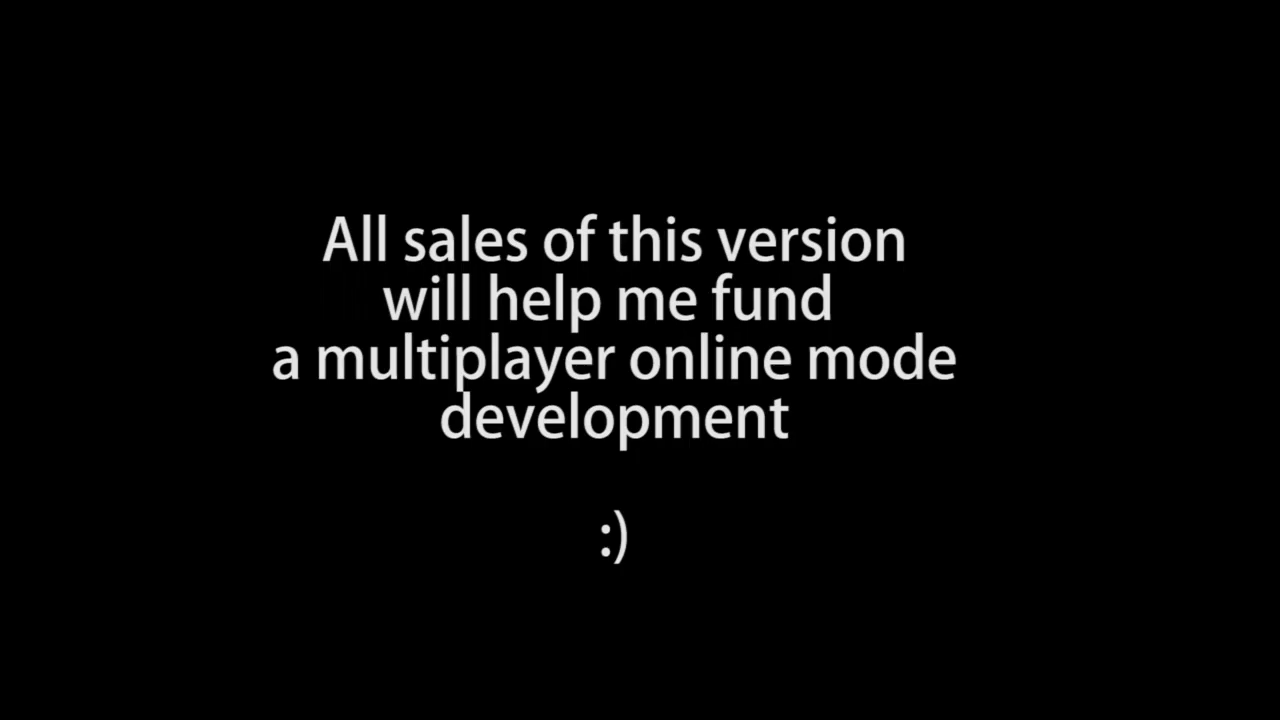 All sales of this version
will help me fund
a multiplayer online mode
development
:)